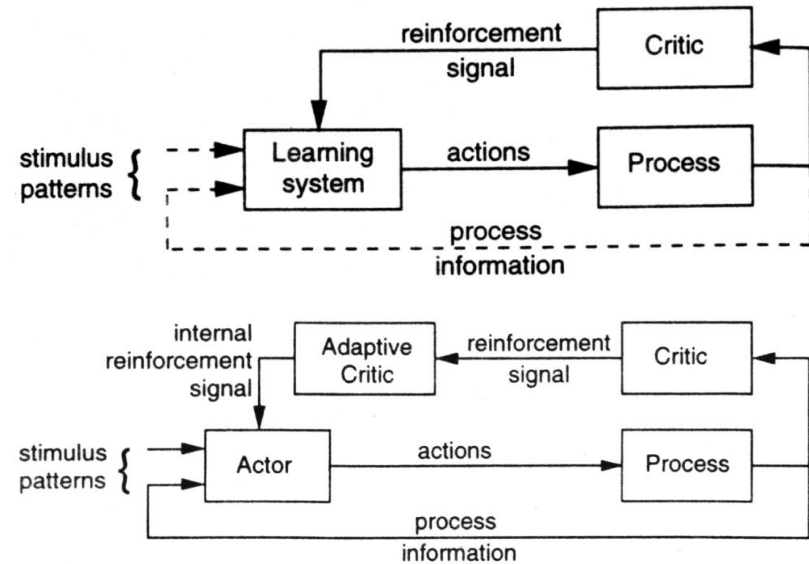 reinforcement
signal
Critic
stimulus
patterns
Learning
system
actions
Process
process
information
internal
reinforcement
signal
Adaptive
Critic
reinforcement
signal
Critic
stimulus
patterns
Actor
actions
Process
process
information